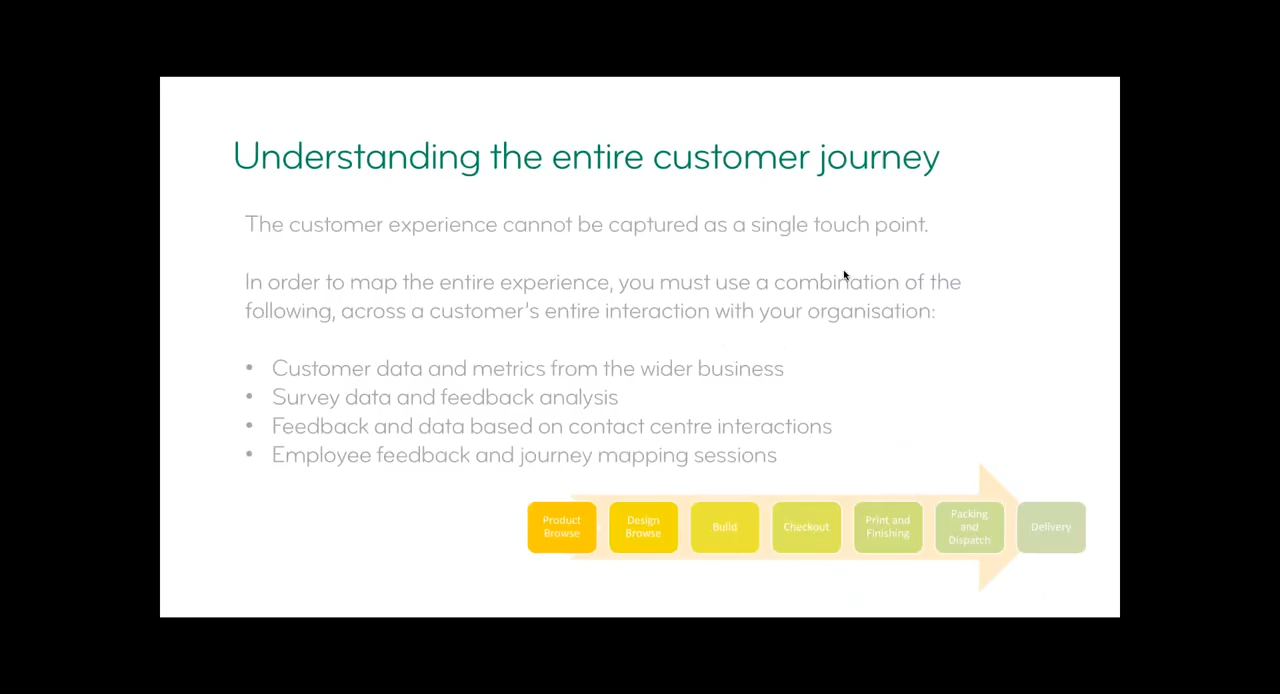 Understanding the entire customer journey
The customer experience cannot be captured as a single touch point.
In order to map the entire experience, you must use a combination of the
following, across a customer's entire interaction with your organisation:
• Customer data and metrics from the wider business
• Survey data and feedback analysis
• Feedback and data based on contact centre interactions
• Employee feedback and journey mapping sessions
Product
Browse
Design
Browse
Build
Checkout
Print and
Finishing
Packing
and
Dispatch
Delivery